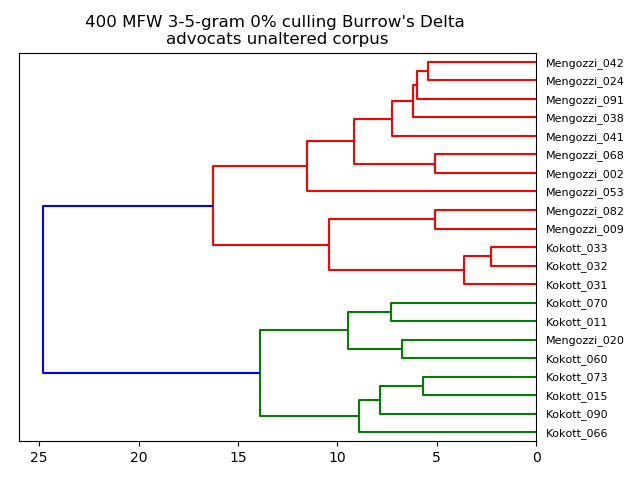 400 MFW 3-5-gram 0% culling Burrow's Delta
advocats unaltered corpus
Mengozzi_042
Mengozzi_024
Mengozzi_091
Mengozzi_038
Mengozzi_041
Mengozzi_068
Mengozzi_002
Mengozzi_053
Mengozzi_082
Mengozzi_009
Kokott_033
Kokott_032
Kokott_031
Kokott_070
Kokott_011
Mengozzi_020
Kokott_060
Kokott_073
Kokott_015
Kokott_090
Kokott_066
25 20 15 10 5 0